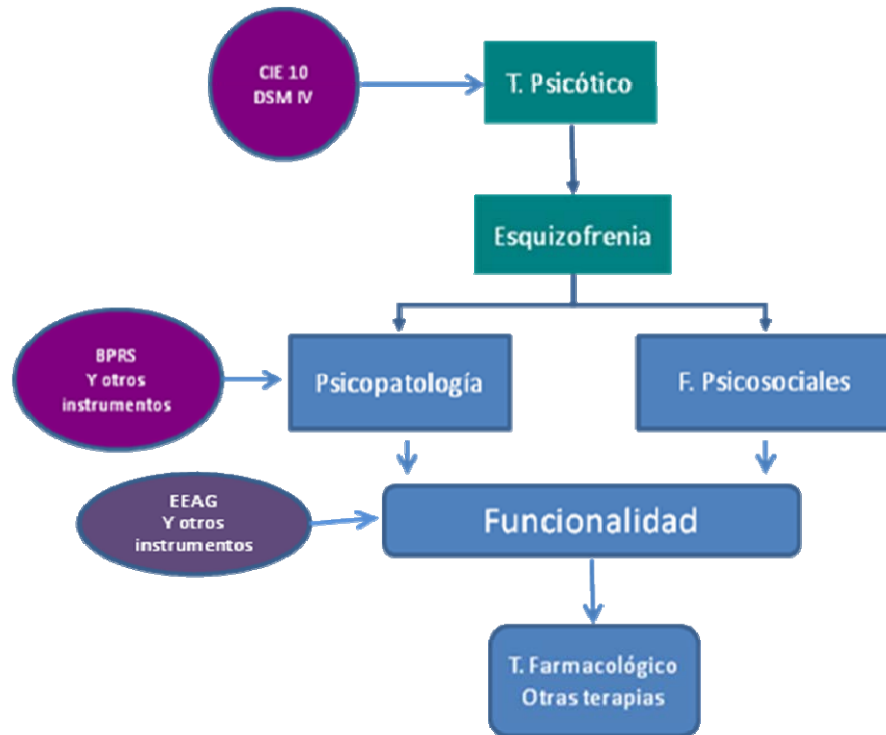 CIE 10
DSM IV
T. Psicótico
Esquizofrenia
BPRS
Y otros
instrumentos
Psicopatología
F. Psicosociales
EEAG
Y otros
instrumentos
Funcionalidad
T. Farmacológico
Otras terapias